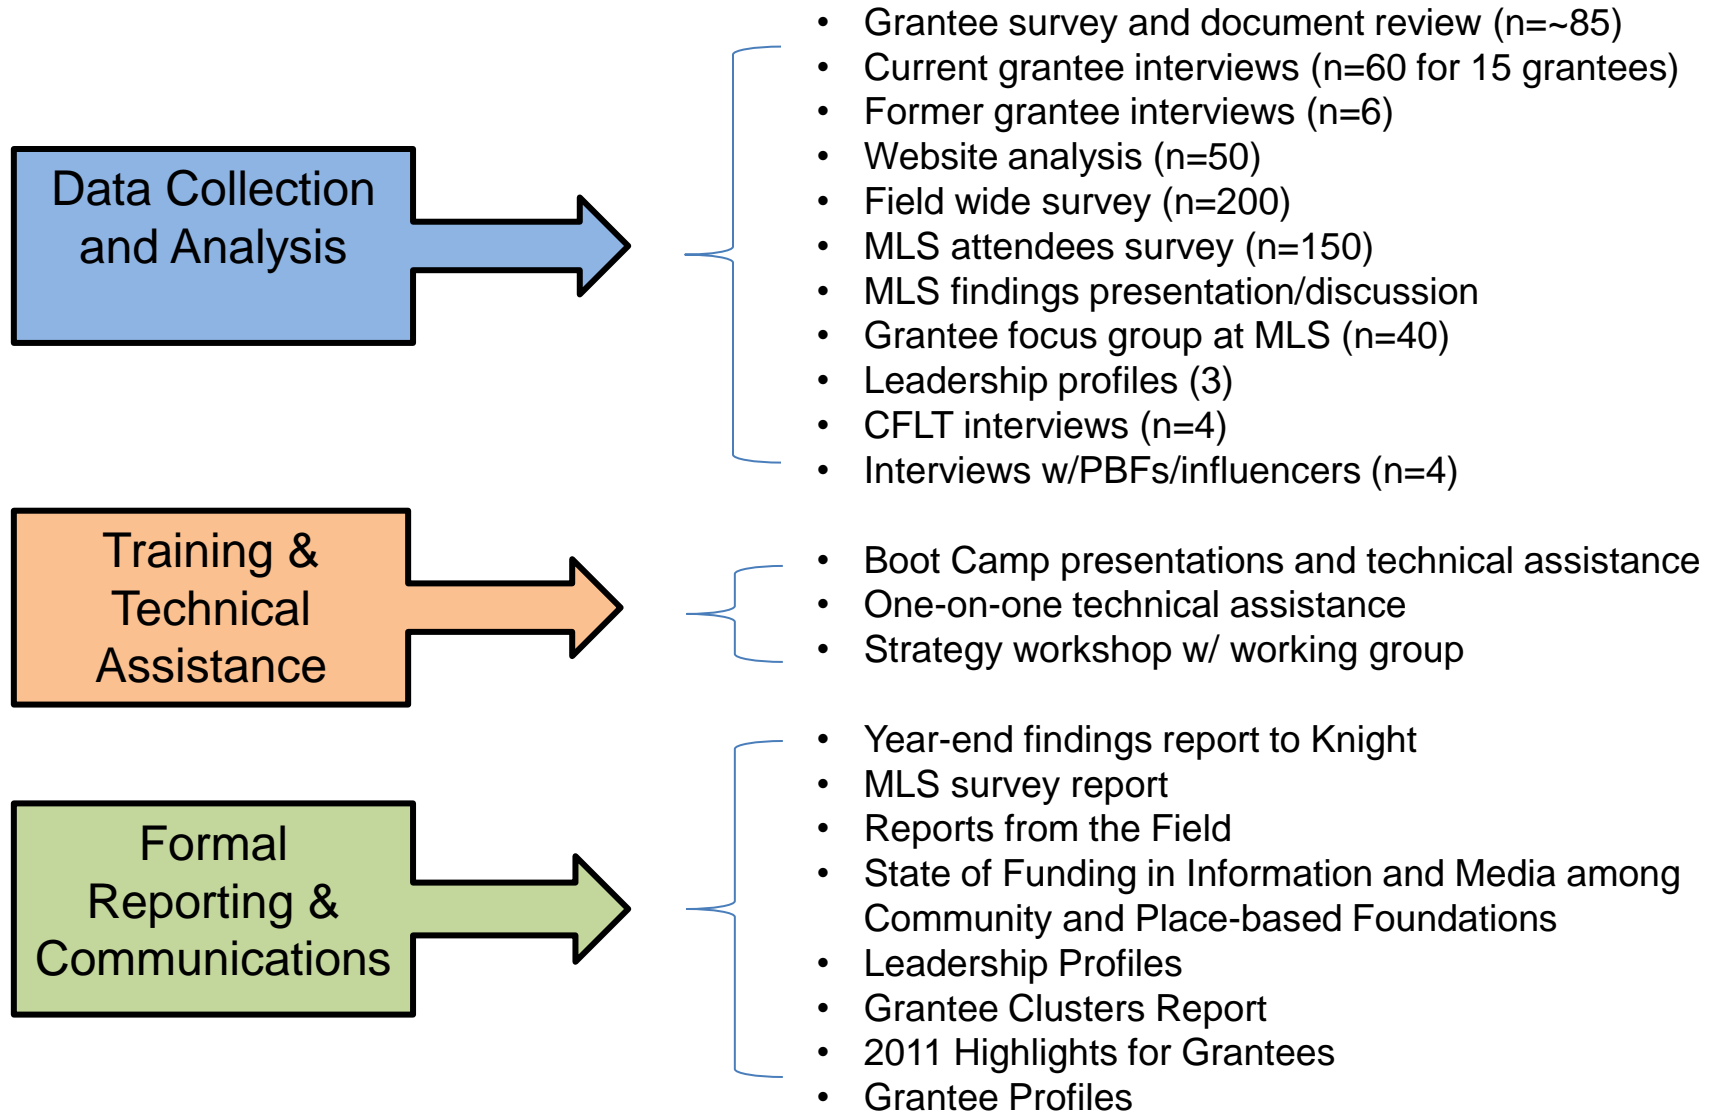 Data Collection
and Analysis
• Grantee survey and document review (n=~85)
• Current grantee interviews (n=60 for 15 grantees)
• Former grantee interviews (n=6)
• Website analysis (n=50)
• Field wide survey (n=200)
• MLS attendees survey (n=150)
• MLS findings presentation/discussion
• Grantee focus group at MLS (n=40)
• Leadership profiles (3)
• CFLT interviews (n=4)
• Interviews w/PBFs/influencers (n=4)
Training &
Technical
Assistance
• Boot Camp presentations and technical assistance
• One-on-one technical assistance
• Strategy workshop w/ working group
Formal
Reporting &
Communications
• Year-end findings report to Knight
• MLS survey report
• Reports from the Field
• State of Funding in Information and Media among
Community and Place-based Foundations
• Leadership Profiles
• Grantee Clusters Report
• 2011 Highlights for Grantees
• Grantee Profiles